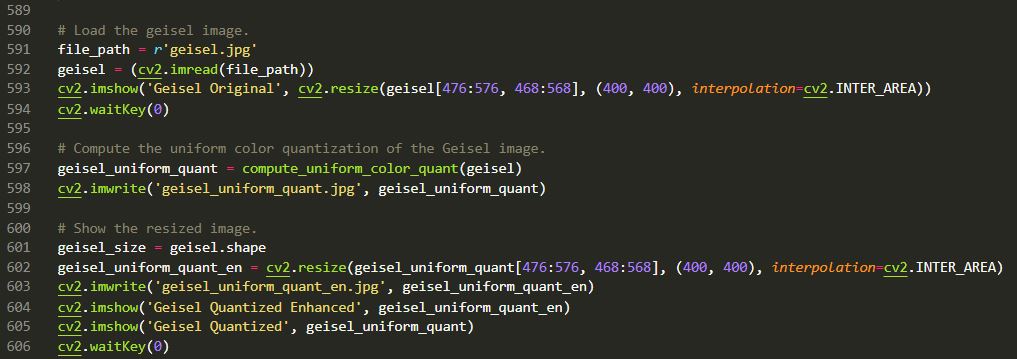 589
590 # Load the geisel image.
591 file_path = r'geisel.jpg'
592 geisel = (cv2.imread(file_path))
593 cv2.imshow('Geisel Original', cv2.resize(geisel[476:576, 468:568], (400, 400), interpolation=cv2.INTER_AREA))
594 cv2.waitKey(0)
595
596 # Compute the uniform color quantization of the Geisel image.
597 geisel_uniform_quant = compute_uniform_color_quant(geisel)
598 cv2.imwrite('geisel_uniform_quant.jpg', geisel_uniform_quant)
599
600 # Show the resized image.
601 geisel_size = geisel.shape
602 geisel_uniform_quant_en = cv2.resize(geisel_uniform_quant[476:576, 468:568], (400, 400), interpolation=cv2.INTER_AREA)
603 cv2.imwrite('geisel_uniform_quant_en.jpg', geisel_uniform_quant_en)
604 cv2.imshow('Geisel Quantized Enhanced', geisel_uniform_quant_en)
605 cv2.imshow('Geisel Quantized', geisel_uniform_quant)
606 cv2.waitKey(0)